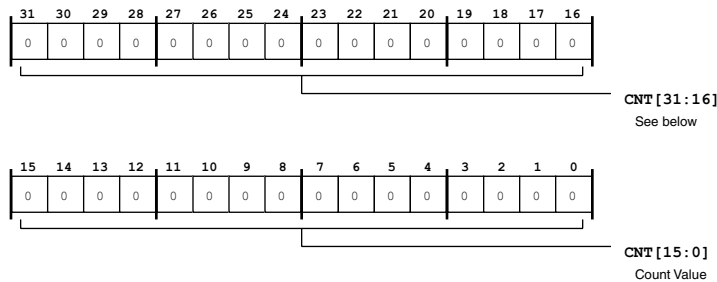 31 30 29 28 27 26 25 24 23 22 21 20 19 18 17 16
0 0 0 0 0 0 0 0 0 0 0 0 0 0 0 0
CNT[31:16]
See below
15 14 13 12 11 10 9 8 7 6 5 4 3 2 1 0
0 0 0 0 0 0 0 0 0 0 0 0 0 0 0 0
CNT[15:0]
Count Value